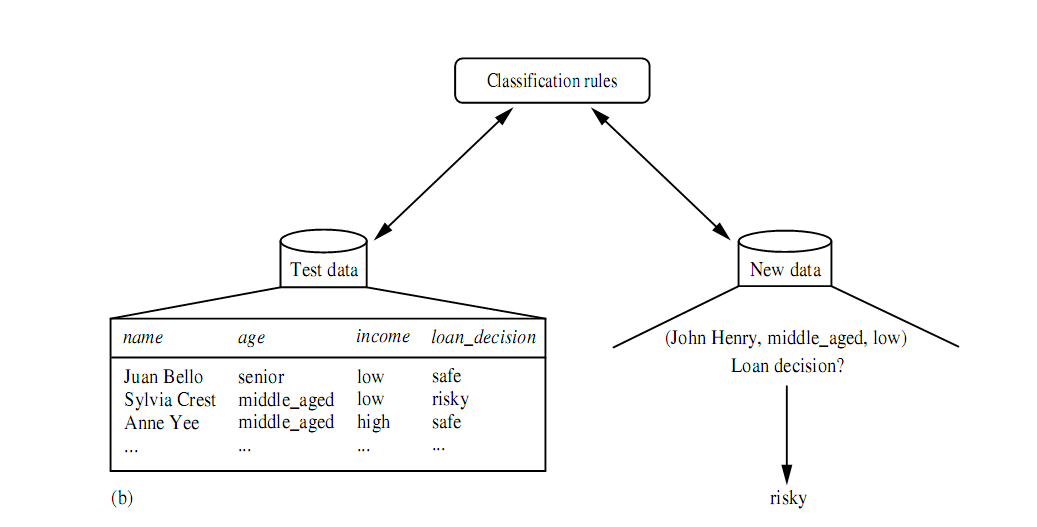 Classification rules
Test data
New data
name age income loan_decision
Juan Bello senior low safe
Sylvia Crest middle_aged low risky
Anne Yee middle_aged high safe
... ... ... ...
(John Henry, middle_aged, low)
Loan decision?
risky
(b)